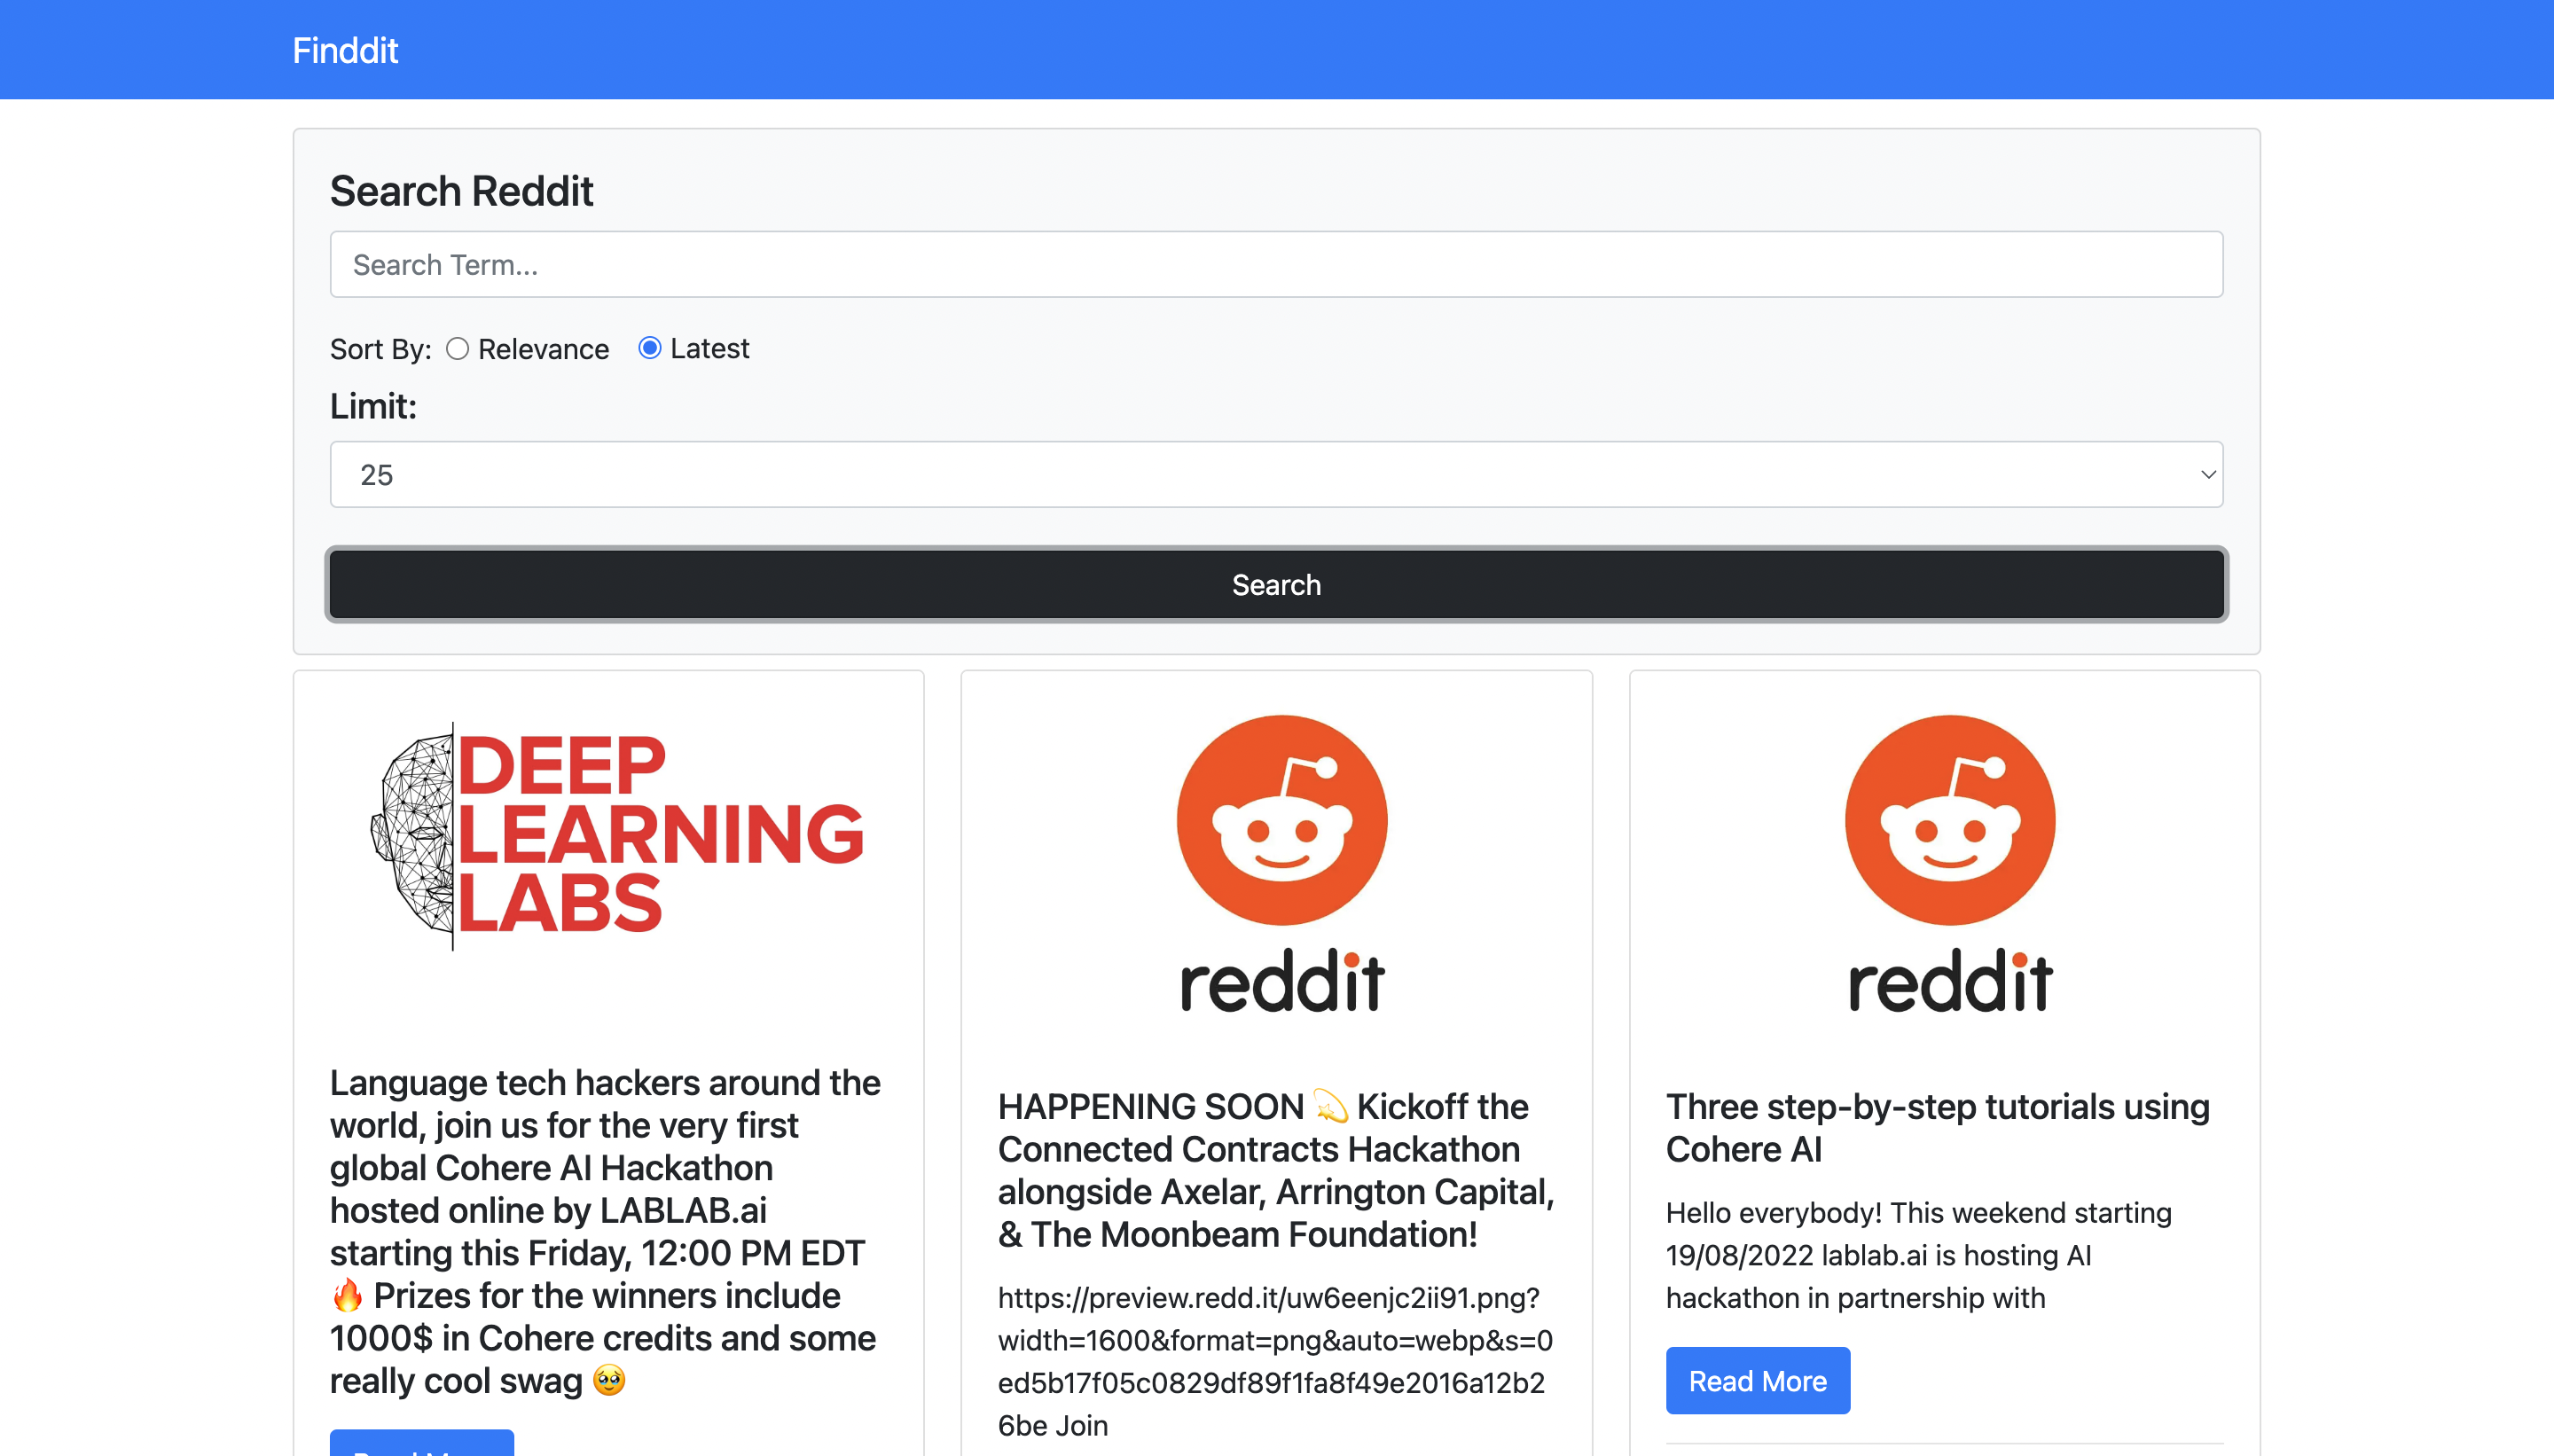 Finddit
Search Reddit
Search Term...
Sort By: Relevance Latest
Limit:
25
Search
DEEP
LEARNING
LABS
Language tech hackers around the
world, join us for the very first
global Cohere AI Hackathon
hosted online by LABLAB.ai
starting this Friday, 12:00 PM EDT
🔥 Prizes for the winners include
1000$ in Cohere credits and some
really cool swag 🥹
reddit
HAPPENING SOON 💫 Kickoff the
Connected Contracts Hackathon
alongside Axelar, Arrington Capital,
& The Moonbeam Foundation!
https://preview.redd.it/uw6eenjc2ii91.png?
width=1600&format=png&auto=webp&s=0
ed5b17f05c0829df89f1fa8f49e2016a12b2
6be Join
reddit
Three step-by-step tutorials using
Cohere AI
Hello everybody! This weekend starting
19/08/2022 lablab.ai is hosting AI
hackathon in partnership with
Read More